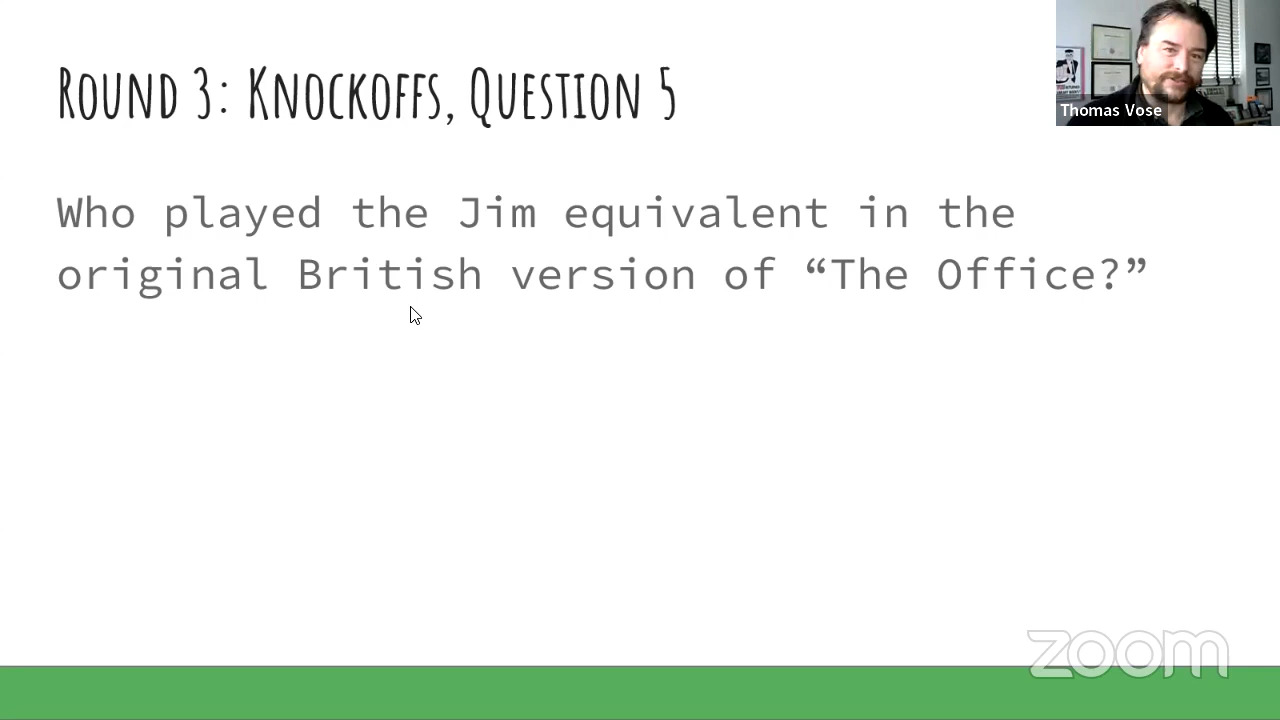 Round 3: Knockoffs, Question 5
Thomas Vose
Who played the Jim equivalent in the
original British version of “The Office?”
zoom